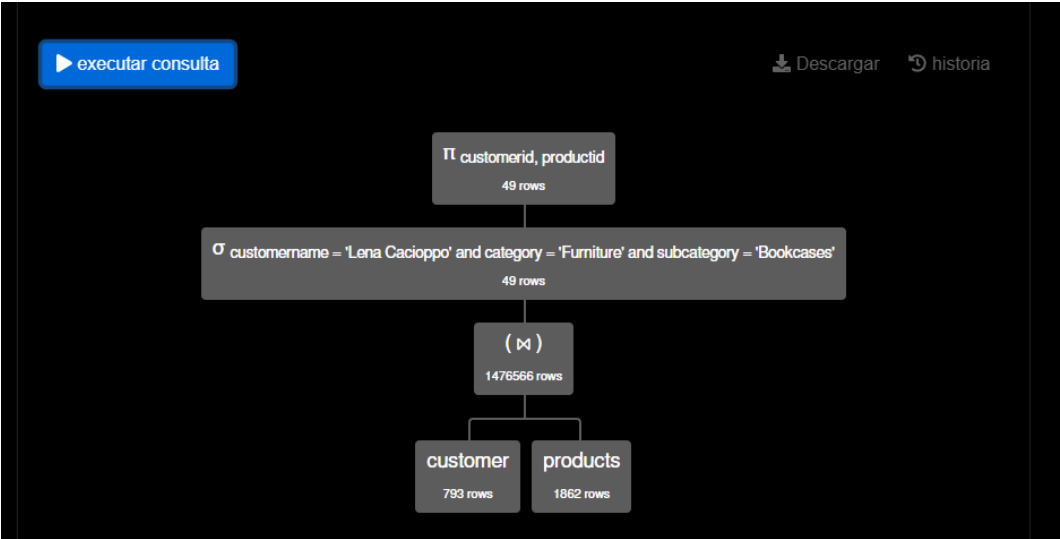 executar consulta
Descargar
historia
π customerid, productid
49 rows
σ customername = 'Lena Cacioppo' and category = 'Furniture' and subcategory = 'Bookcases'
49 rows
( ⋈ )
1476566 rows
customer
793 rows
products
1862 rows